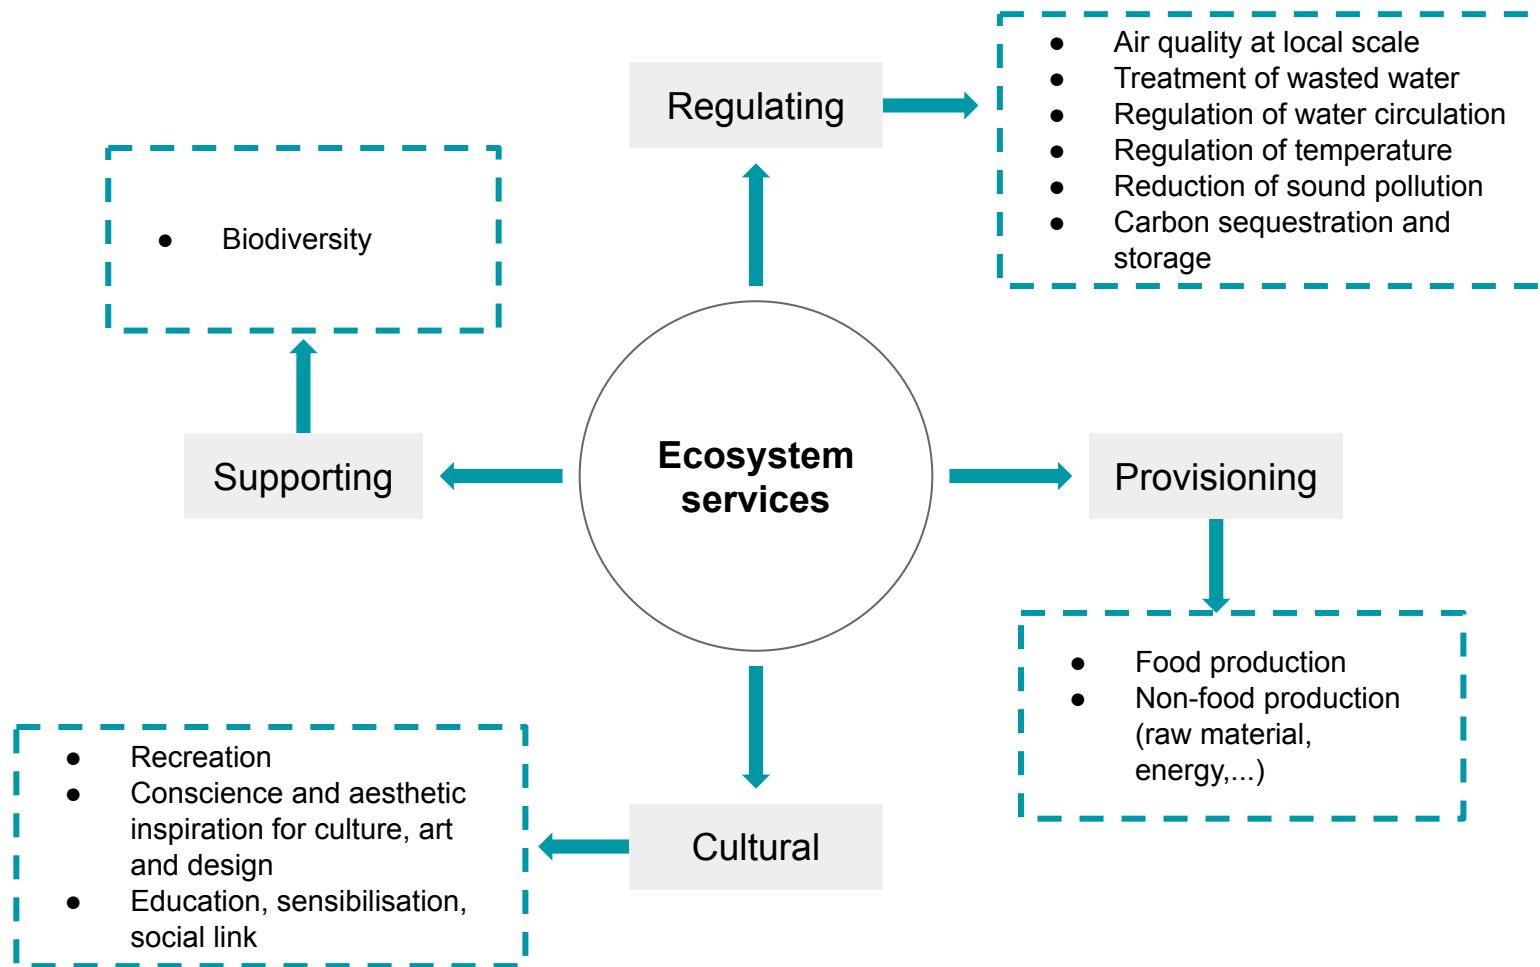 Regulating
● Air quality at local scale
● Treatment of wasted water
● Regulation of water circulation
● Regulation of temperature
● Reduction of sound pollution
● Carbon sequestration and
storage
● Biodiversity
Supporting
Ecosystem
services
Provisioning
● Food production
● Non-food production
(raw material,
energy,...)
● Recreation
● Conscience and aesthetic
inspiration for culture, art
and design
● Education, sensibilisation,
social link
Cultural